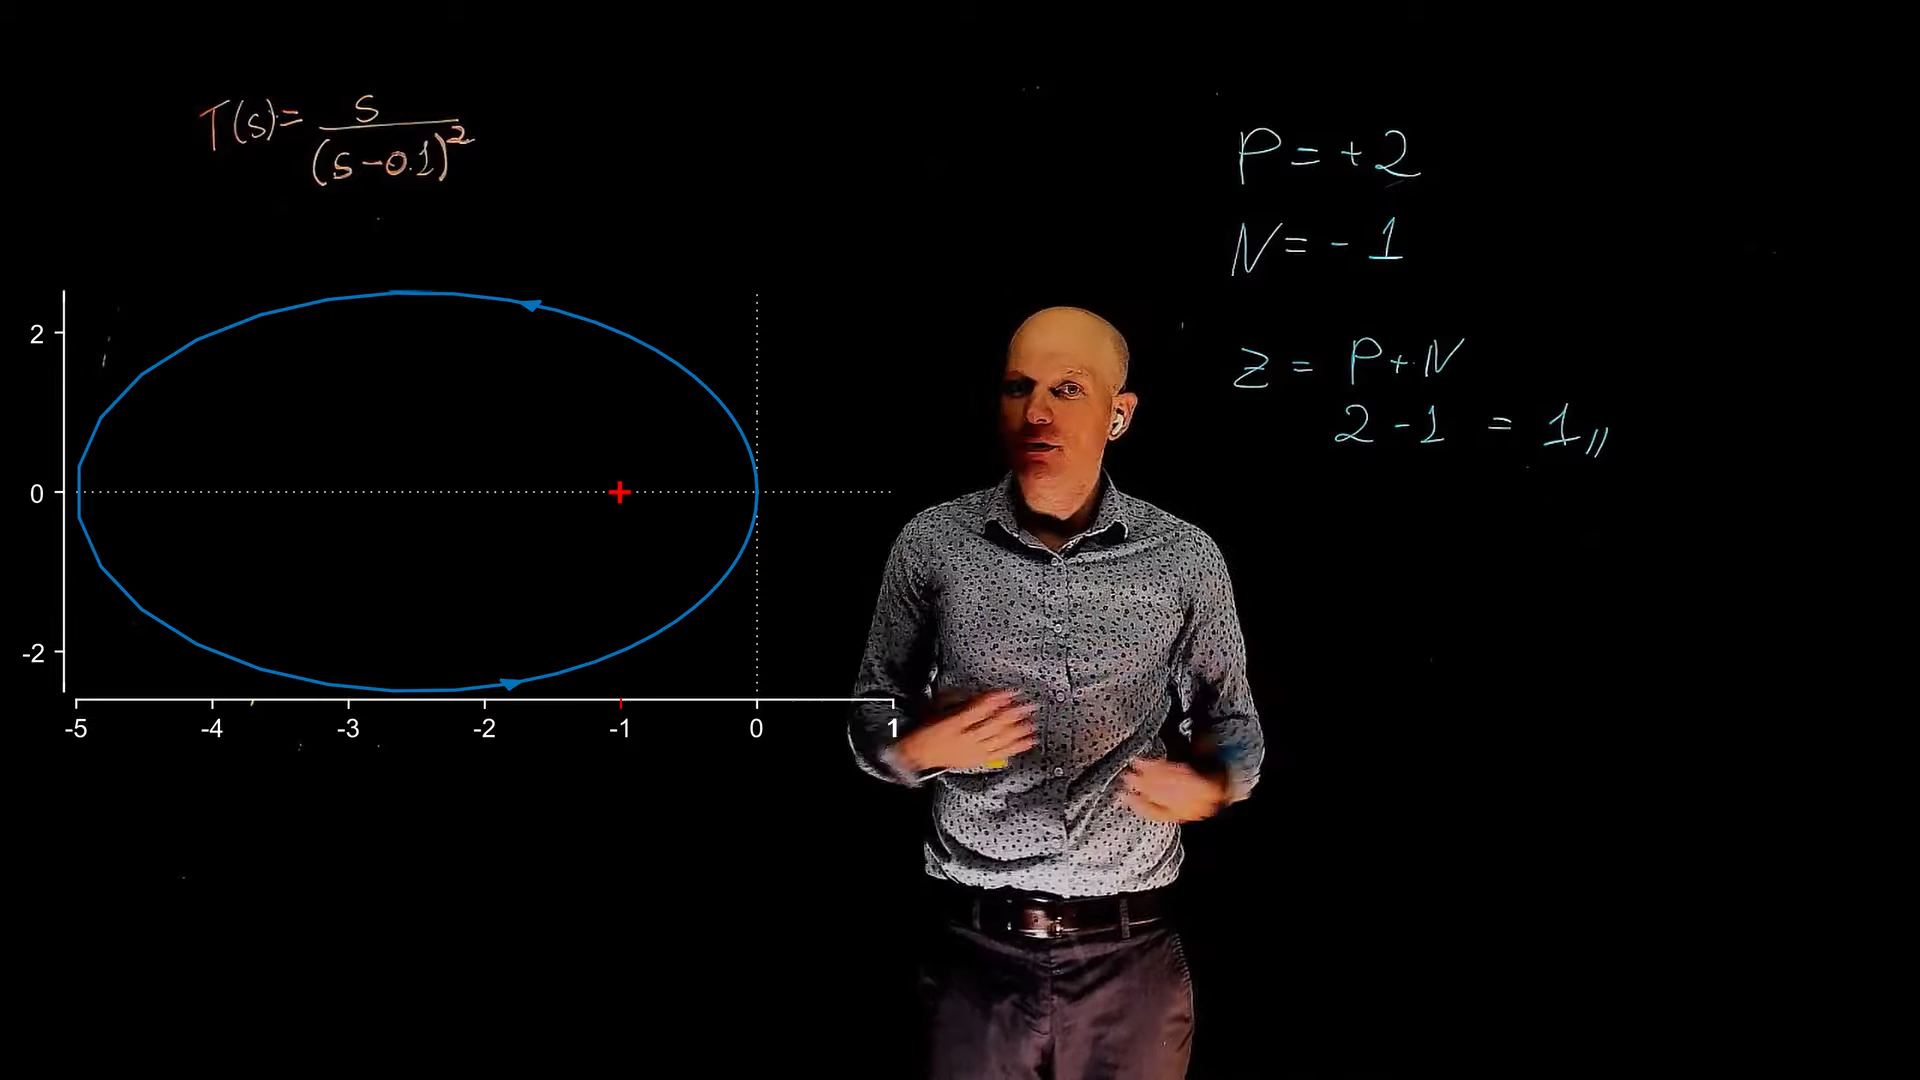 T(s) = s / (s-0.1)^2
P = +2
N = -1
Z = P + N
2 - 1 = 1 //
2
0
-2
-5 -4 -3 -2 -1 0 1